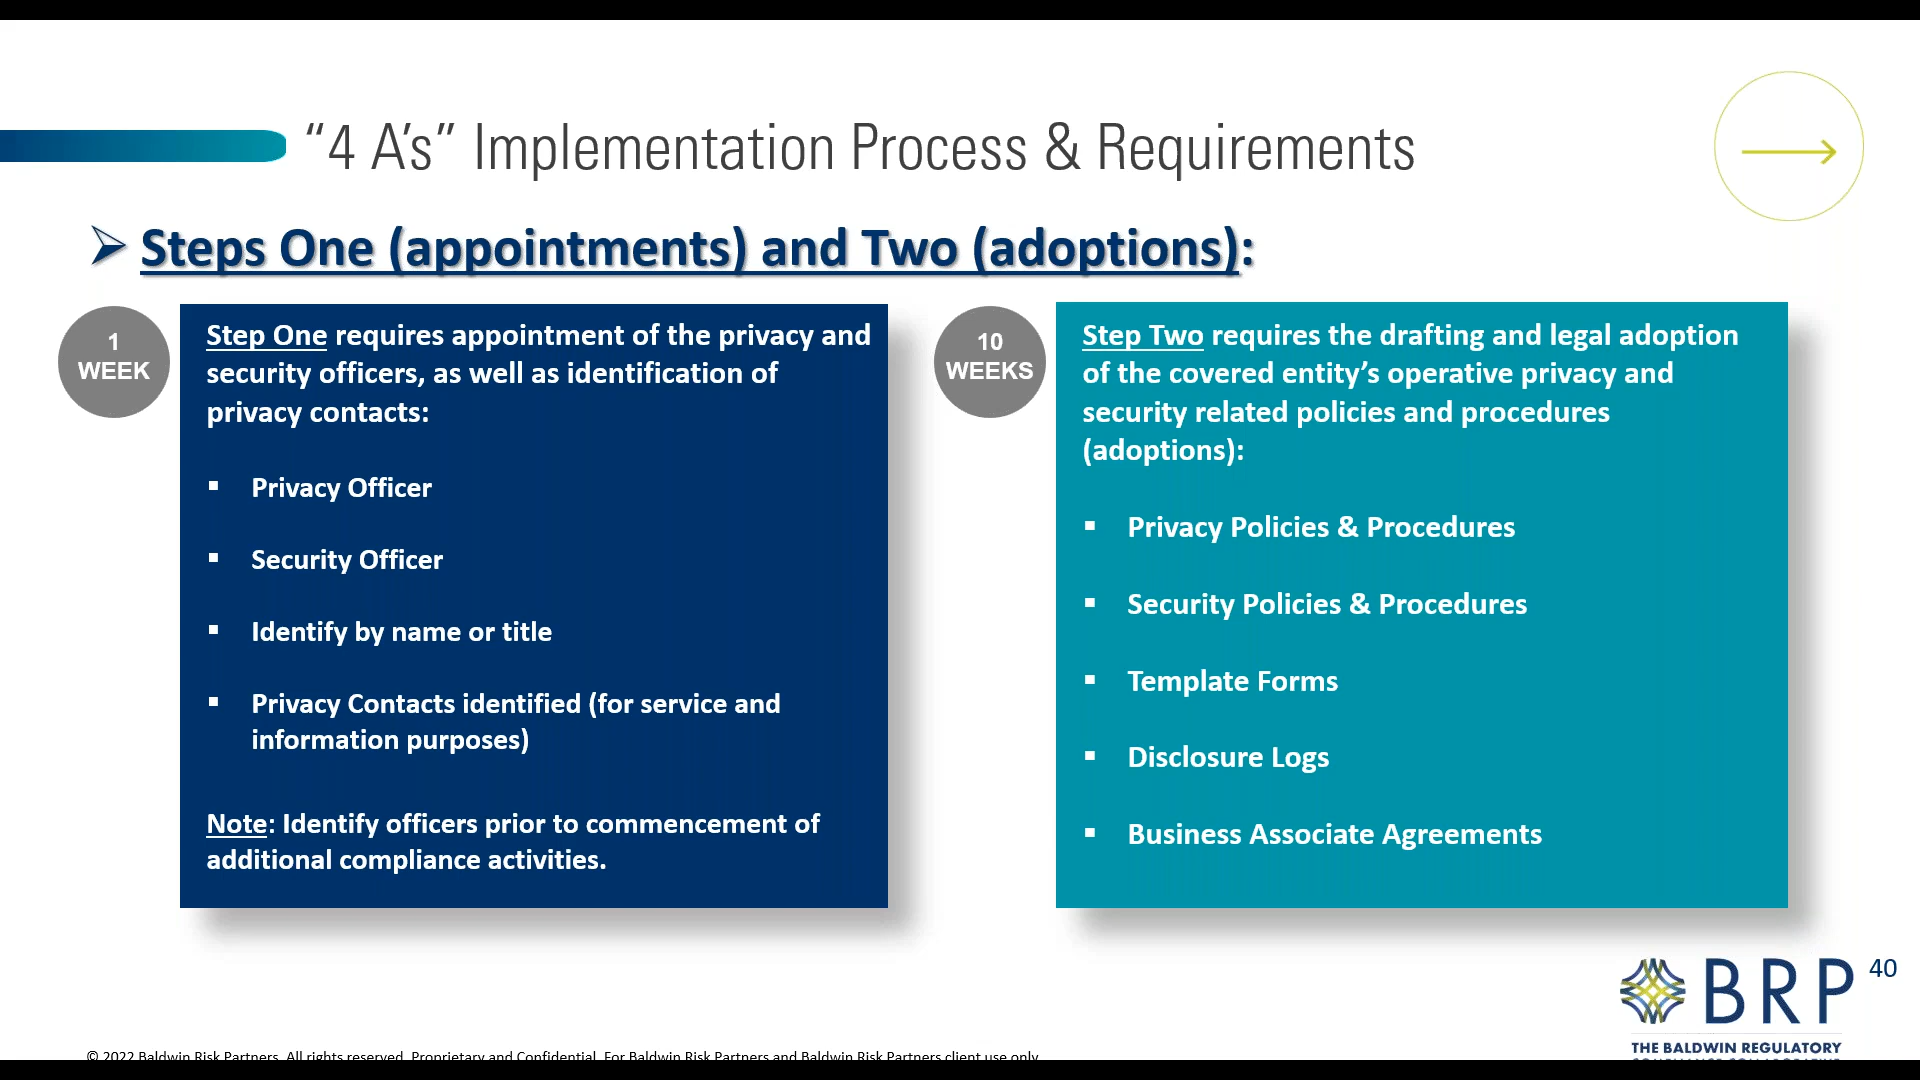 “4 A’s” Implementation Process & Requirements
Steps One (appointments) and Two (adoptions):
1
WEEK
Step One requires appointment of the privacy and
security officers, as well as identification of
privacy contacts:
▪ Privacy Officer
▪ Security Officer
▪ Identify by name or title
▪ Privacy Contacts identified (for service and
information purposes)
Note: Identify officers prior to commencement of
additional compliance activities.
10
WEEKS
Step Two requires the drafting and legal adoption
of the covered entity’s operative privacy and
security related policies and procedures
(adoptions):
▪ Privacy Policies & Procedures
▪ Security Policies & Procedures
▪ Template Forms
▪ Disclosure Logs
▪ Business Associate Agreements
BRP
40
THE BALDWIN REGULATORY
© 2022 Baldwin Risk Partners. All rights reserved. Proprietary and Confidential. For Baldwin Risk Partners and Baldwin Risk Partners client use only.